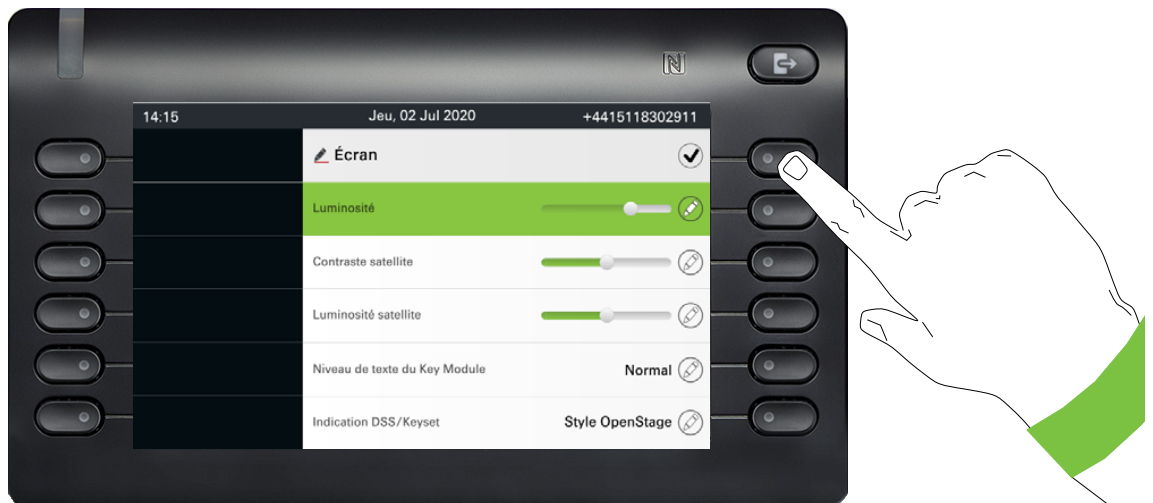 14:15 Jeu, 02 Jul 2020 +4415118302911
Écran
Luminosité
Contraste satellite
Luminosité satellite
Niveau de texte du Key Module Normal
Indication DSS/Keyset Style OpenStage